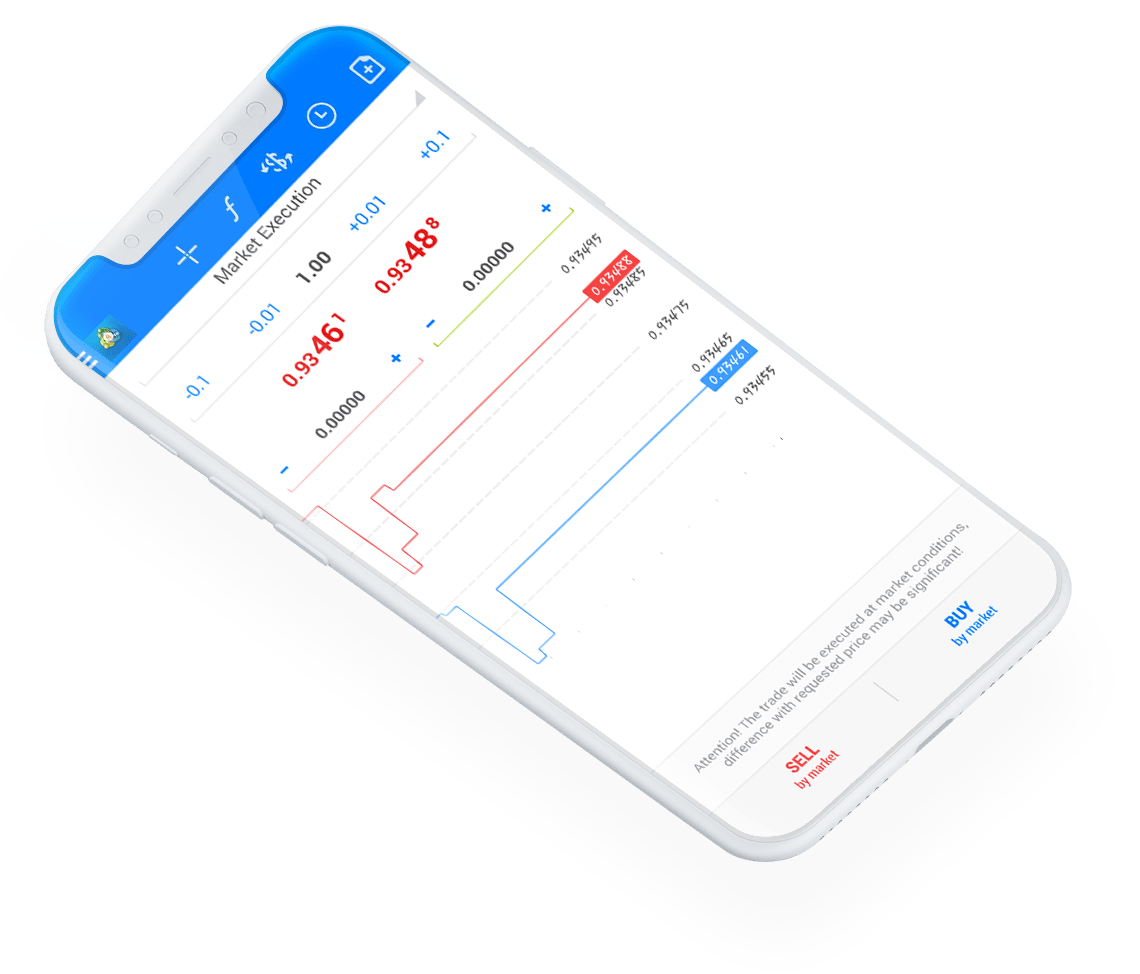 Market Execution
-0.1
-0.01
1.00
+0.01
+0.1
0.93461
0.93488
-
0.00000
+
-
0.00000
+
0.93495
0.93488
0.93485
0.93475
0.93465
0.93461
0.93455
Attention! The trade will be executed at market conditions,
difference with requested price may be significant!
SELL
by market
BUY
by market